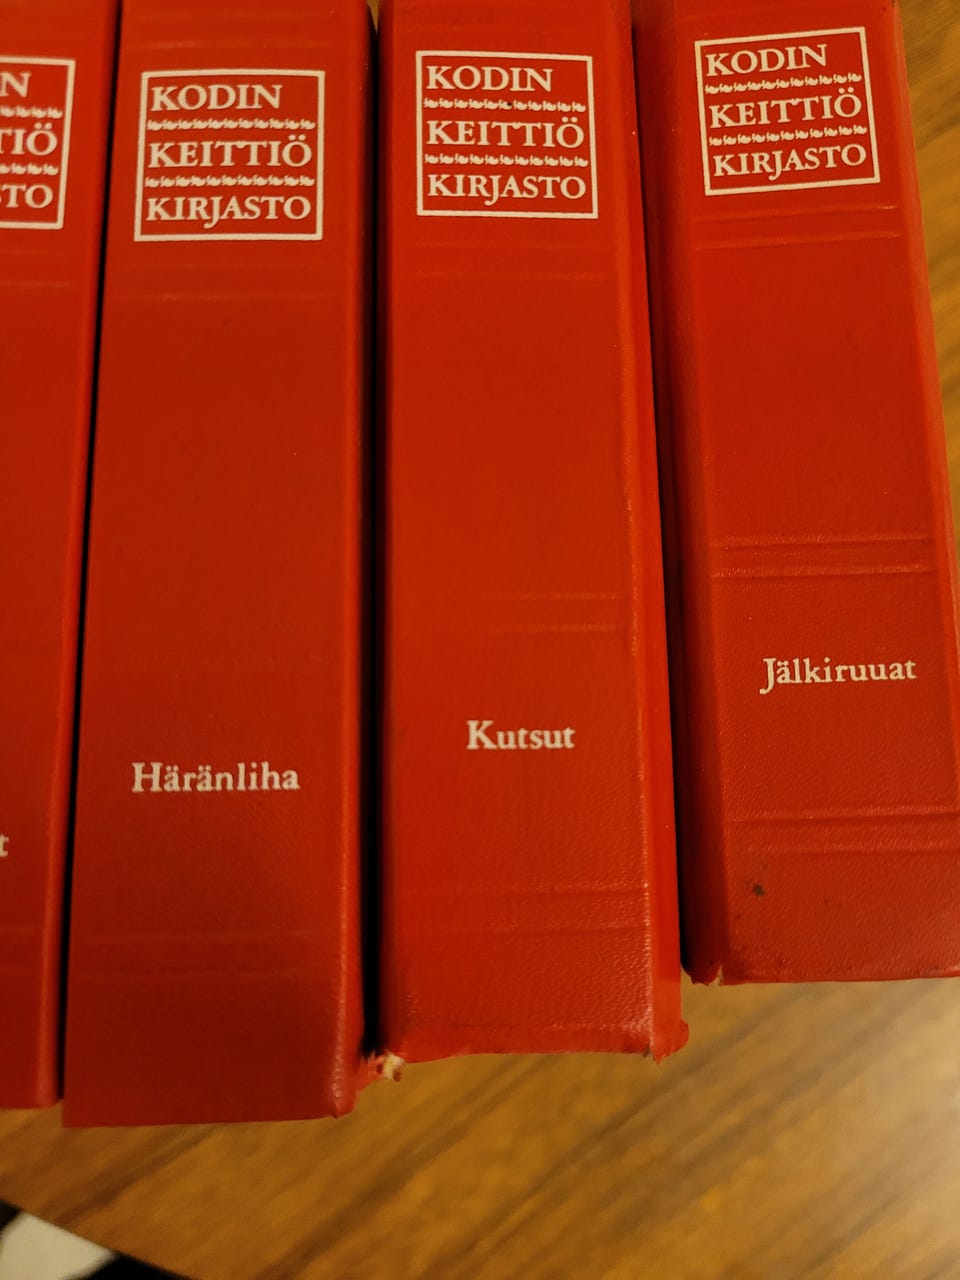 KODIN
KEITTIÖ
KIRJASTO
Häränliha
KODIN
KEITTIÖ
KIRJASTO
Kutsut
KODIN
KEITTIÖ
KIRJASTO
Jälkiruuat